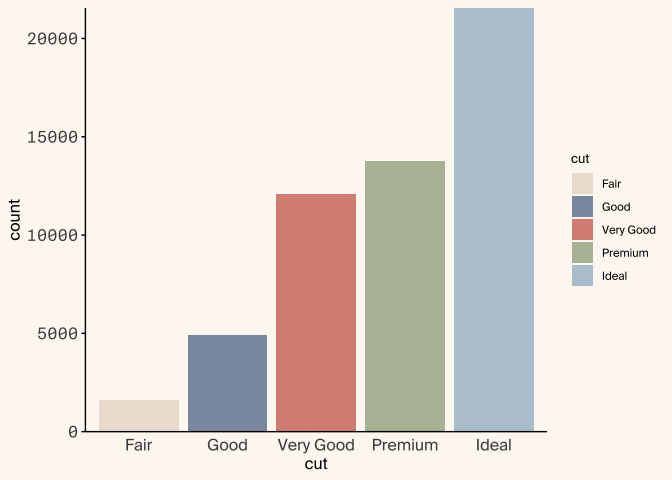 20000
15000
10000
5000
0
count
Fair
Good
Very Good
Premium
Ideal
cut
cut
Fair
Good
Very Good
Premium
Ideal